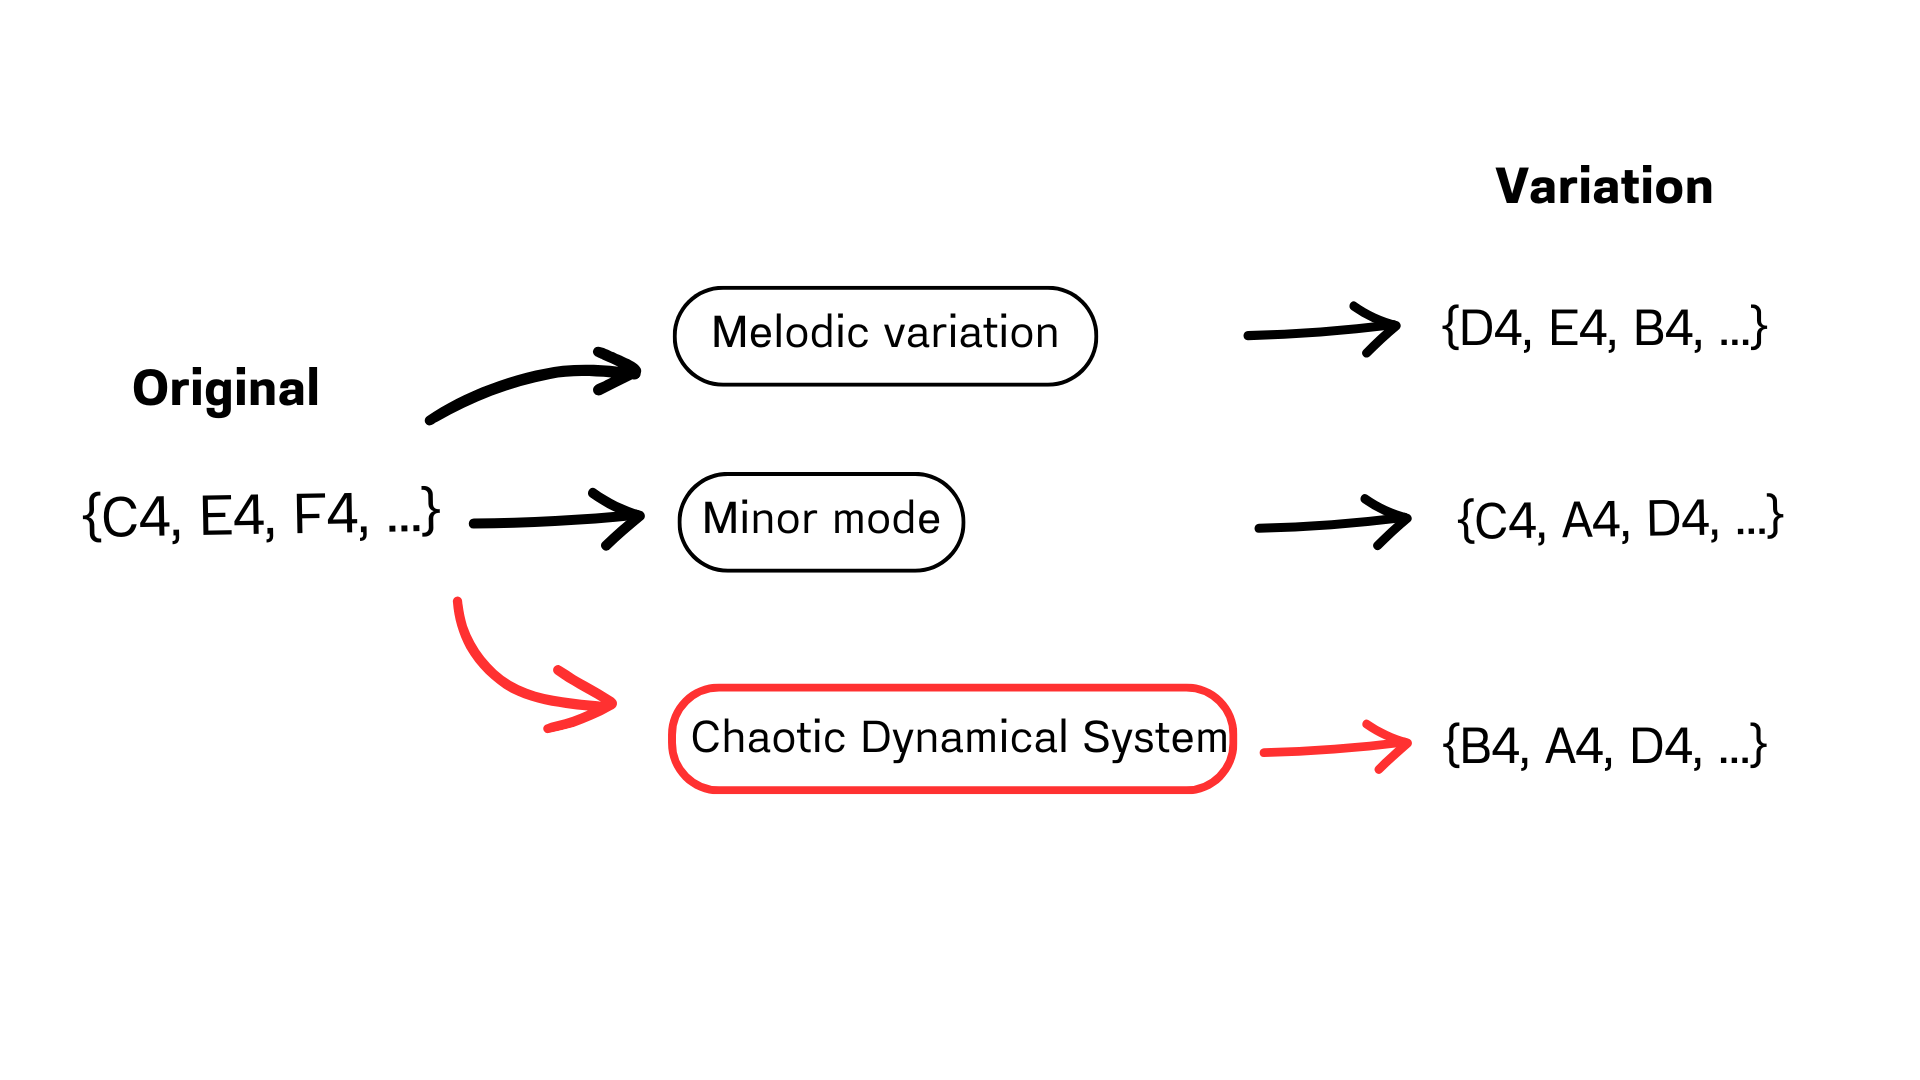 Variation
Melodic variation
{D4, E4, B4, ...}
Original
{C4, E4, F4, ...}
Minor mode
{C4, A4, D4, ...}
Chaotic Dynamical System
{B4, A4, D4, ...}